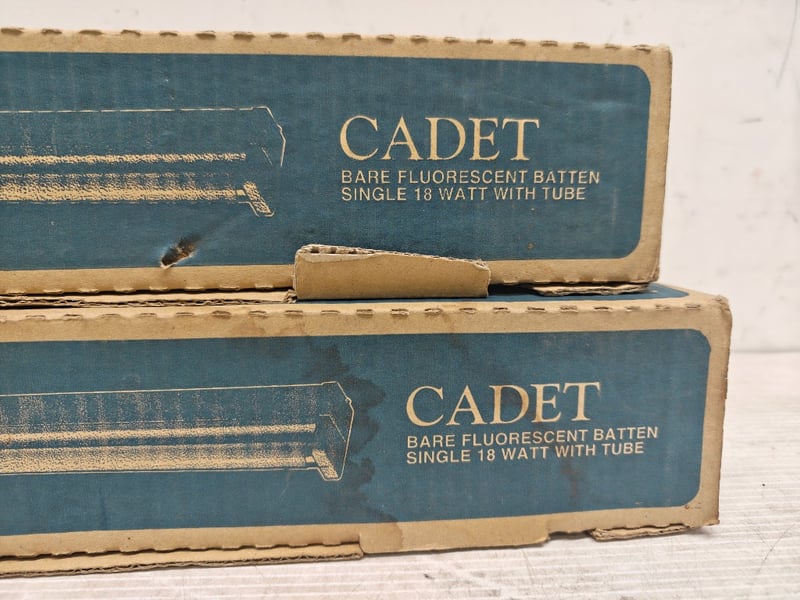 CADET
BARE FLUORESCENT BATTEN
SINGLE 18 WATT WITH TUBE
CADET
BARE FLUORESCENT BATTEN
SINGLE 18 WATT WITH TUBE